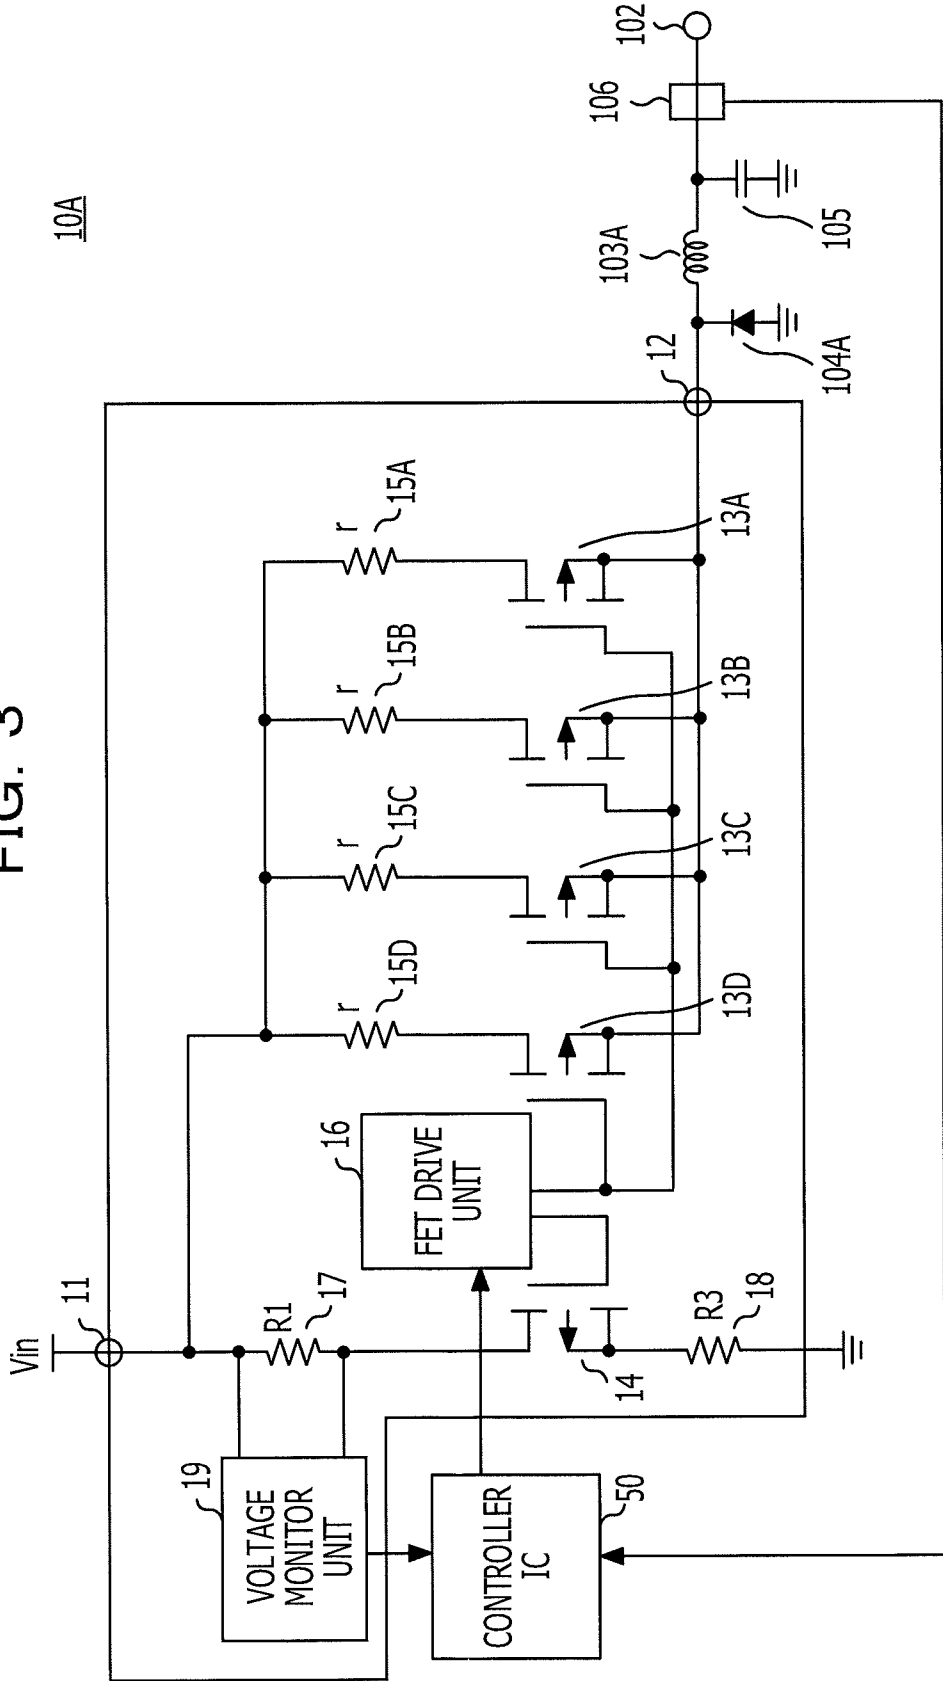 FIG. 3
10A
Vin
11
19
VOLTAGE
MONITOR
UNIT
R1
17
16
FET DRIVE
UNIT
r
15D
r
15C
r
15B
r
15A
CONTROLLER
IC
50
14
R3
18
13D
13C
13B
13A
12
104A
103A
105
106
102